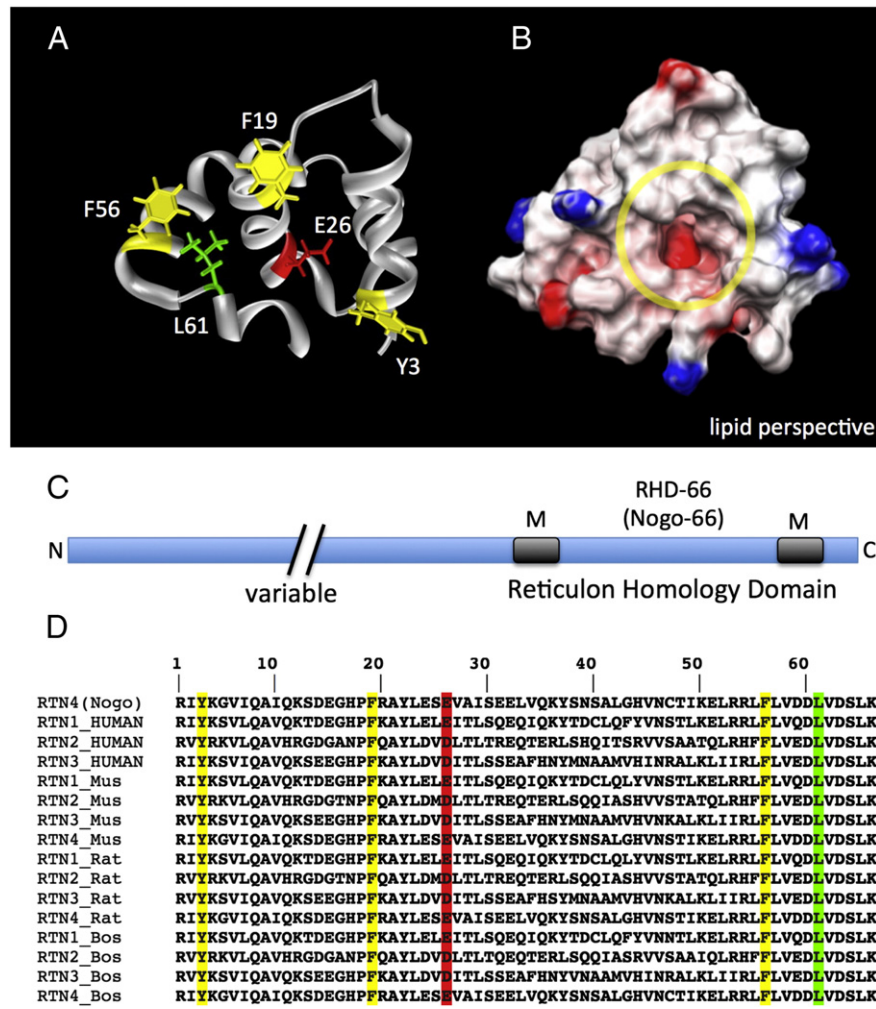 A
B
F19
F56
E26
L61
Y3
lipid perspective
C
RHD-66
(Nogo-66)
N M M C
variable Reticulon Homology Domain
D
1 10 20 30 40 50 60
RTN4(Nogo) RIYKGVIQAIQKSDEGHPFRAYLESEVAISEELVQKYSNSALGHVNCTIKELRRLFLVDDLVDSLK
RTN1_HUMAN RIYKSVLQAVQKTDEGHPFKAYLELEITLSQEQIQKYTDCLQFYVNSTLKELRRLFLVQDLVDSLK
RTN2_HUMAN RVYRKVLQAVHRGDGANPFQAYLDVDLTLTREQTERLSHQITSRVVSAATQLRHFFLVEDLVDSLK
RTN3_HUMAN RIYKSVIQAVQKSEEGHPFKAYLDVDITLSSEAFHNYMNAAMVHINRALKLIIRLFLVEDLVDSLK
RTN1_Mus RIYKSVLQAVQKTDEGHPFKAYLELEITLSQEQIQKYTDCLQLYVNSTLKELRRLFLVQDLVDSLK
RTN2_Mus RVYRKVLQAVHRGDGTNPFQAYLDMDLTLTREQTERLSQQIASHVVSTATQLRHFFLVEDLVDSLK
RTN3_Mus RVYKSVIQAVQKSEEGHPFKAYLDVDITLSSEAFHNYMNAAMVHVNKALKLIIRLFLVEDLVDSLK
RTN4_Mus RIYKGVIQAIQKSDEGHPFRAYLESEVAISEELVQKYSNSALGHVNSTIKELRRLFLVDDLVDSLK
RTN1_Rat RIYKSVLQAVQKTDEGHPFKAYLELEITLSQEQIQKYTDCLQLYVNSTLKELRRLFLVQDLVDSLK
RTN2_Rat RVYRKVLQAVHRGDGTNPFQAYLDMDLTLTREQTERLSQQIASHVVSTATQLRHFFLVEDLVDSLK
RTN3_Rat RVYKSVIQAVQKSEEGHPFKAYLDVDITLSSEAFHSYMNAAMVHVNKALKLIIRLFLVEDLVDSLK
RTN4_Rat RIYKGVIQAIQKSDEGHPFRAYLESEVAISEELVQKYSNSALGHVNSTIKELRRLFLVDDLVDSLK
RTN1_Bos RIYKSVLQAVQKTDEGHPFKAYLELEITLSQEQIQKYTDCLQFYVNNTLKELRRLFLVQDLVDSLK
RTN2_Bos RVYRKVLQAVHRGDGANPFQAYLDVDLTLTREQTERLSQQIASRVVSAAIQLRHFFLVEDLVDSLK
RTN3_Bos RVYKSVIQAVQKSEEGHPFKAYLDVDITLSSEAFHNYVNAAMVHINRALKLIIRLFLVEDLVDSLK
RTN4_Bos RIYKGVIQAIQKSDEGHPFRAYLESEVAISEELVQKYSNSALGHVNCTIKELRRLFLVDDLVDSLK